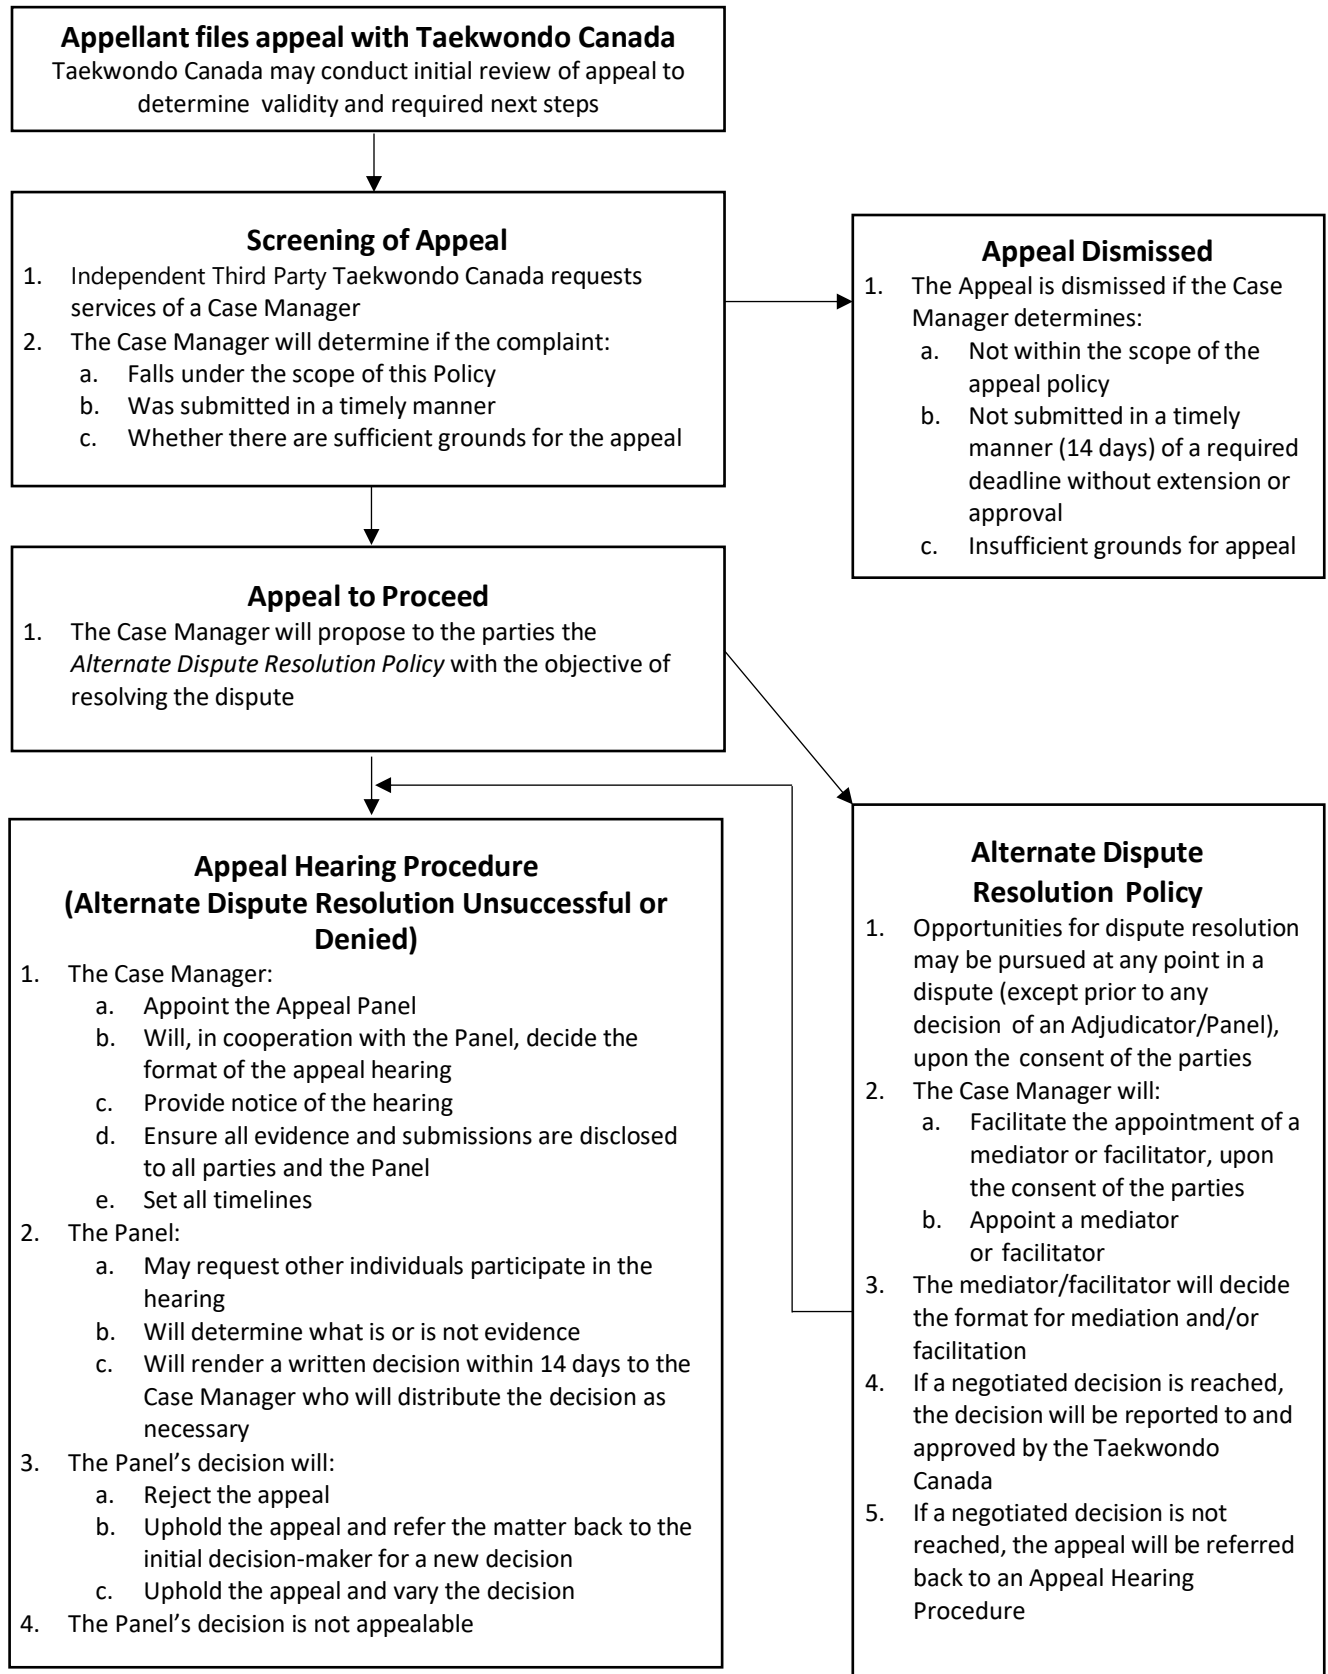 Appellant files appeal with Taekwondo Canada
Taekwondo Canada may conduct initial review of appeal to
determine validity and required next steps
Screening of Appeal
1. Independent Third Party Taekwondo Canada requests
services of a Case Manager
2. The Case Manager will determine if the complaint:
a. Falls under the scope of this Policy
b. Was submitted in a timely manner
c. Whether there are sufficient grounds for the appeal
Appeal Dismissed
1. The Appeal is dismissed if the Case
Manager determines:
a. Not within the scope of the
appeal policy
b. Not submitted in a timely
manner (14 days) of a required
deadline without extension or
approval
c. Insufficient grounds for appeal
Appeal to Proceed
1. The Case Manager will propose to the parties the
Alternate Dispute Resolution Policy with the objective of
resolving the dispute
Appeal Hearing Procedure
(Alternate Dispute Resolution Unsuccessful or
Denied)
1. The Case Manager:
a. Appoint the Appeal Panel
b. Will, in cooperation with the Panel, decide the
format of the appeal hearing
c. Provide notice of the hearing
d. Ensure all evidence and submissions are disclosed
to all parties and the Panel
e. Set all timelines
2. The Panel:
a. May request other individuals participate in the
hearing
b. Will determine what is or is not evidence
c. Will render a written decision within 14 days to the
Case Manager who will distribute the decision as
necessary
3. The Panel’s decision will:
a. Reject the appeal
b. Uphold the appeal and refer the matter back to the
initial decision-maker for a new decision
c. Uphold the appeal and vary the decision
4. The Panel’s decision is not appealable
Alternate Dispute
Resolution Policy
1. Opportunities for dispute resolution
may be pursued at any point in a
dispute (except prior to any
decision of an Adjudicator/Panel),
upon the consent of the parties
2. The Case Manager will:
a. Facilitate the appointment of a
mediator or facilitator, upon
the consent of the parties
b. Appoint a mediator
or facilitator
3. The mediator/facilitator will decide
the format for mediation and/or
facilitation
4. If a negotiated decision is reached,
the decision will be reported to and
approved by the Taekwondo
Canada
5. If a negotiated decision is not
reached, the appeal will be referred
back to an Appeal Hearing
Procedure